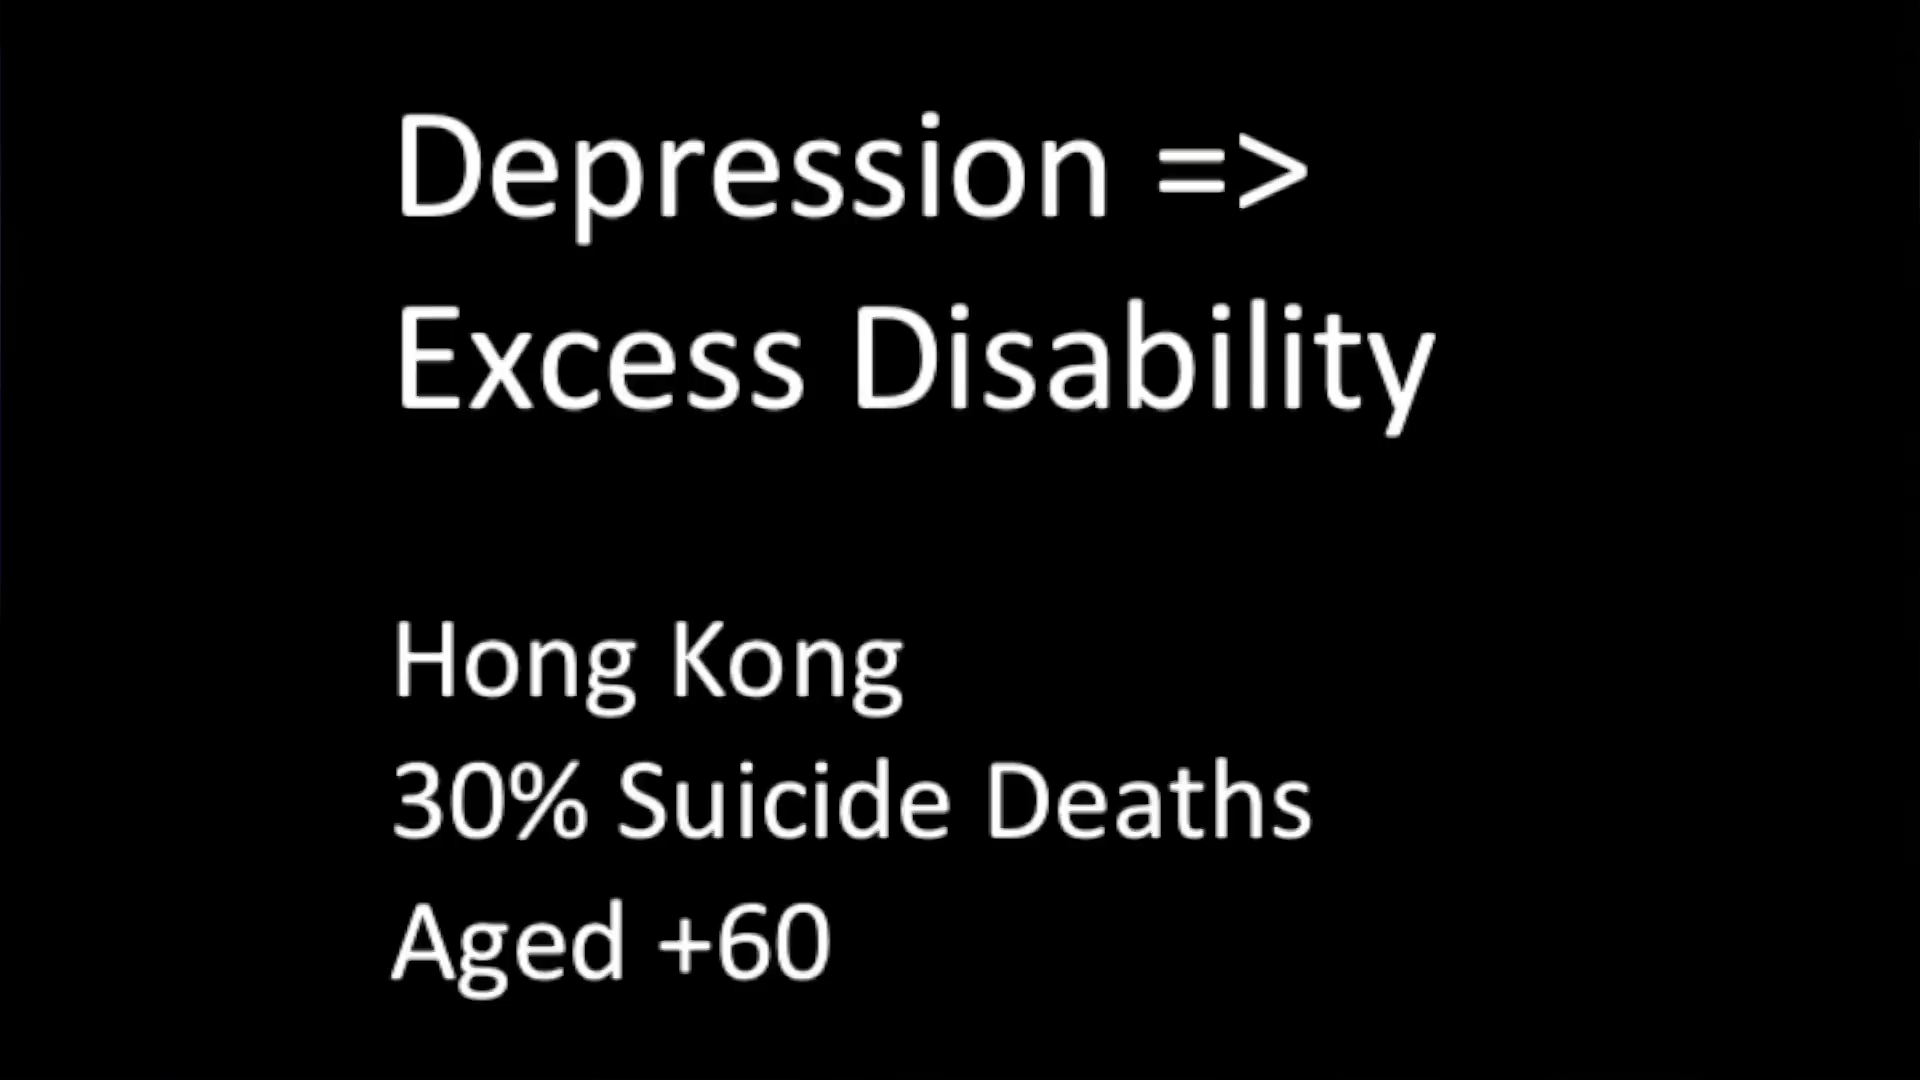 Depression =>
Excess Disability
Hong Kong
30% Suicide Deaths
Aged +60